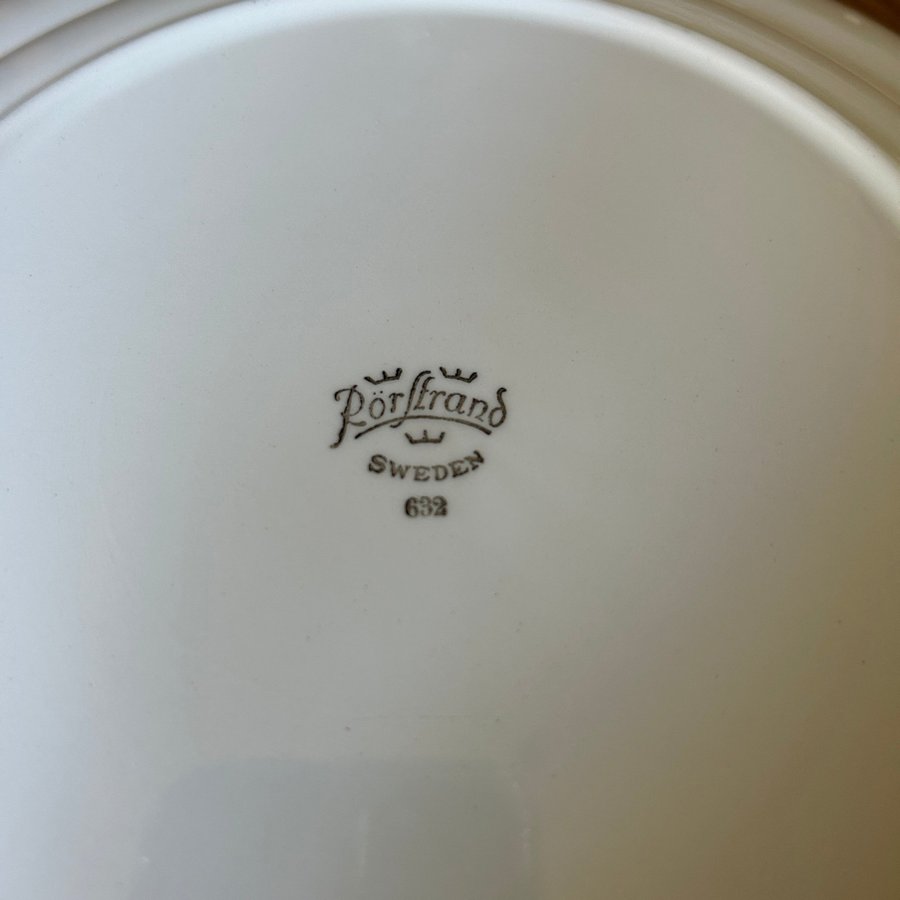 Rörstrand
SWEDEN
632